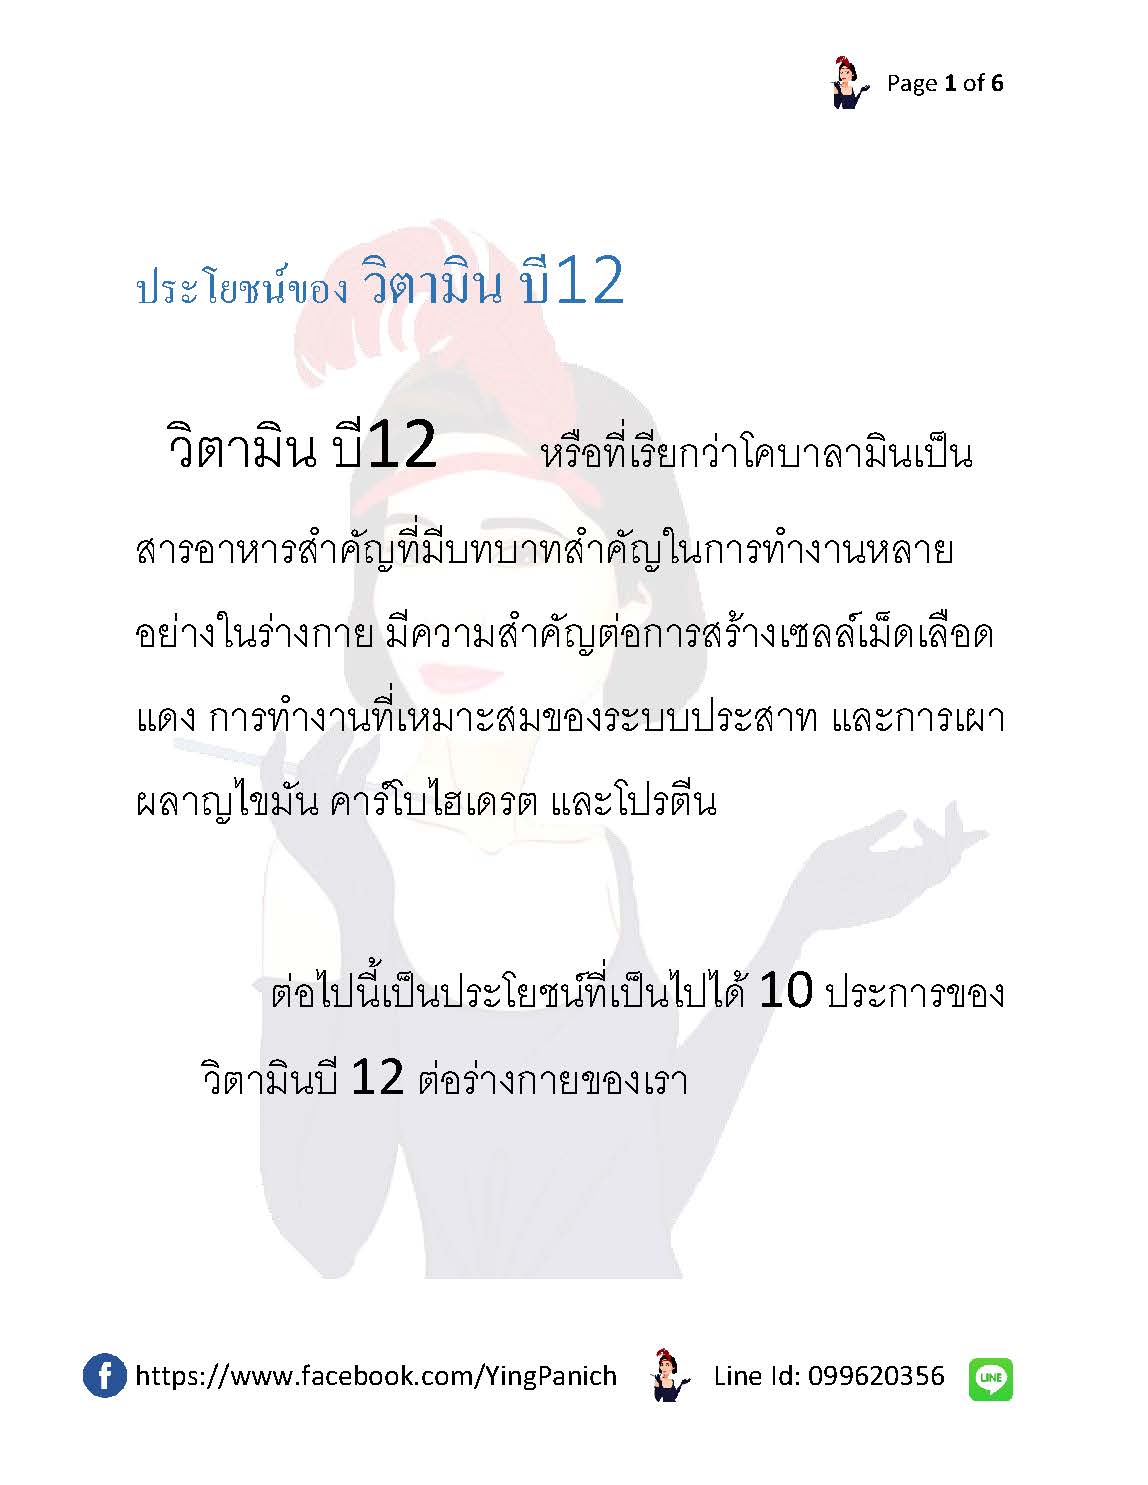 Page 1 of 6
ประโยชน์ของ วิตามิน บี12
วิตามิน บี12 หรือที่เรียกว่าโคบาลามินเป็น
สารอาหารสำคัญที่มีบทบาทสำคัญในการทำงานหลาย
อย่างในร่างกาย มีความสำคัญต่อการสร้างเซลล์เม็ดเลือด
แดง การทำงานที่เหมาะสมของระบบประสาท และการเผา
ผลาญไขมัน คาร์โบไฮเดรต และโปรตีน
ต่อไปนี้เป็นประโยชน์ที่เป็นไปได้ 10 ประการของ
วิตามินบี 12 ต่อร่างกายของเรา
https://www.facebook.com/YingPanich Line Id: 099620356 LINE